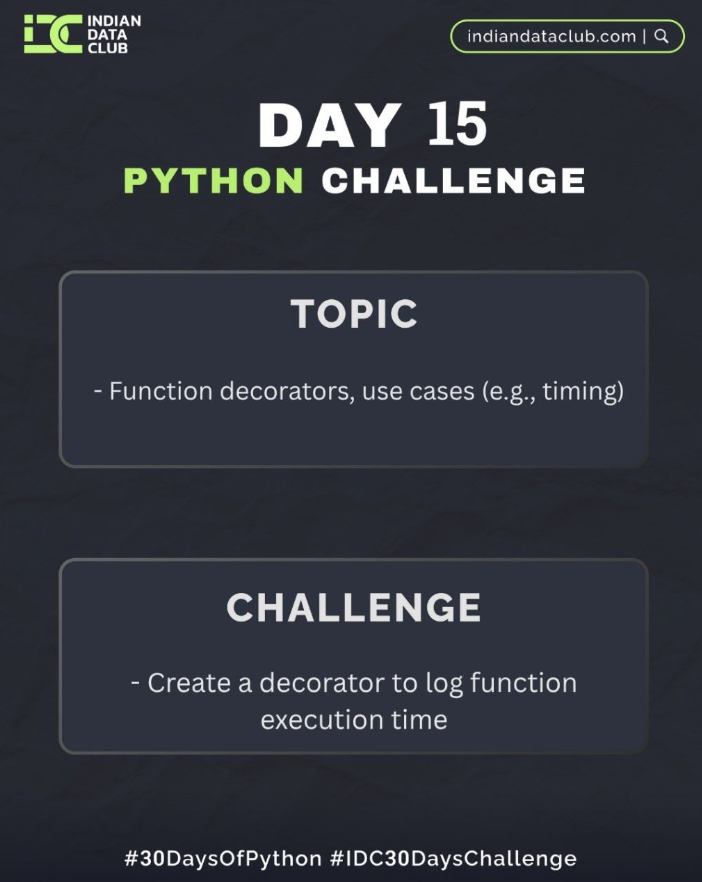 INDIAN
DATA
CLUB
indiandataclub.com |
DAY 15
PYTHON CHALLENGE
TOPIC
- Function decorators, use cases (e.g., timing)
CHALLENGE
- Create a decorator to log function
execution time
#30DaysOfPython #IDC30DaysChallenge